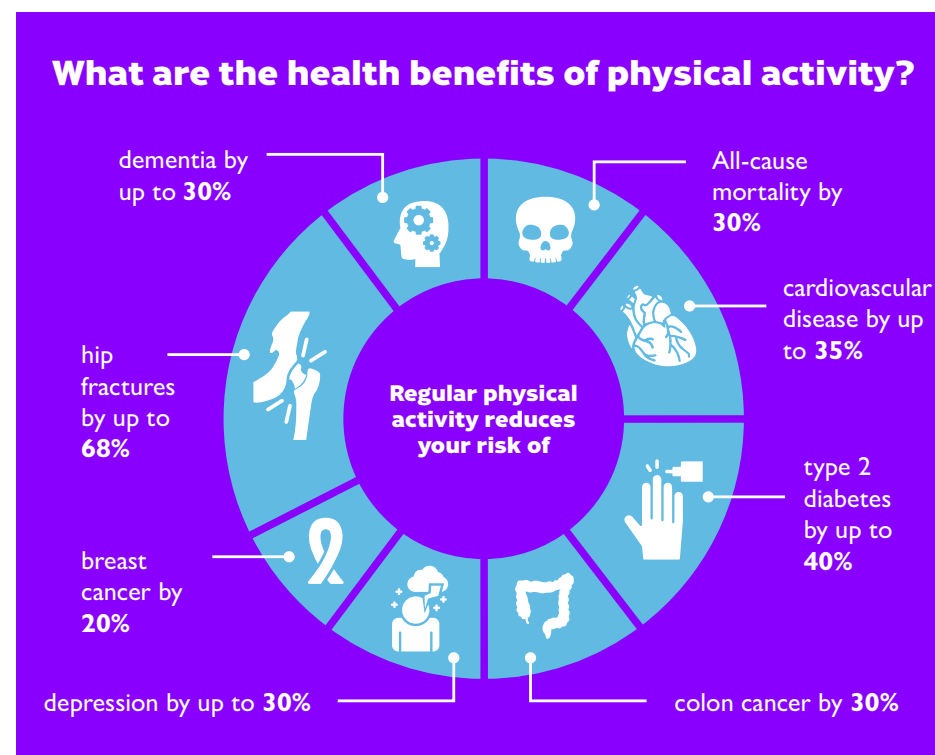 What are the health benefits of physical activity?
dementia by
up to 30%
All-cause
mortality by
30%
cardiovascular
disease by up
to 35%
hip
fractures
by up to
68%
Regular physical
activity reduces
your risk of
type 2
diabetes
by up to
40%
breast
cancer by
20%
depression by up to 30%
colon cancer by 30%